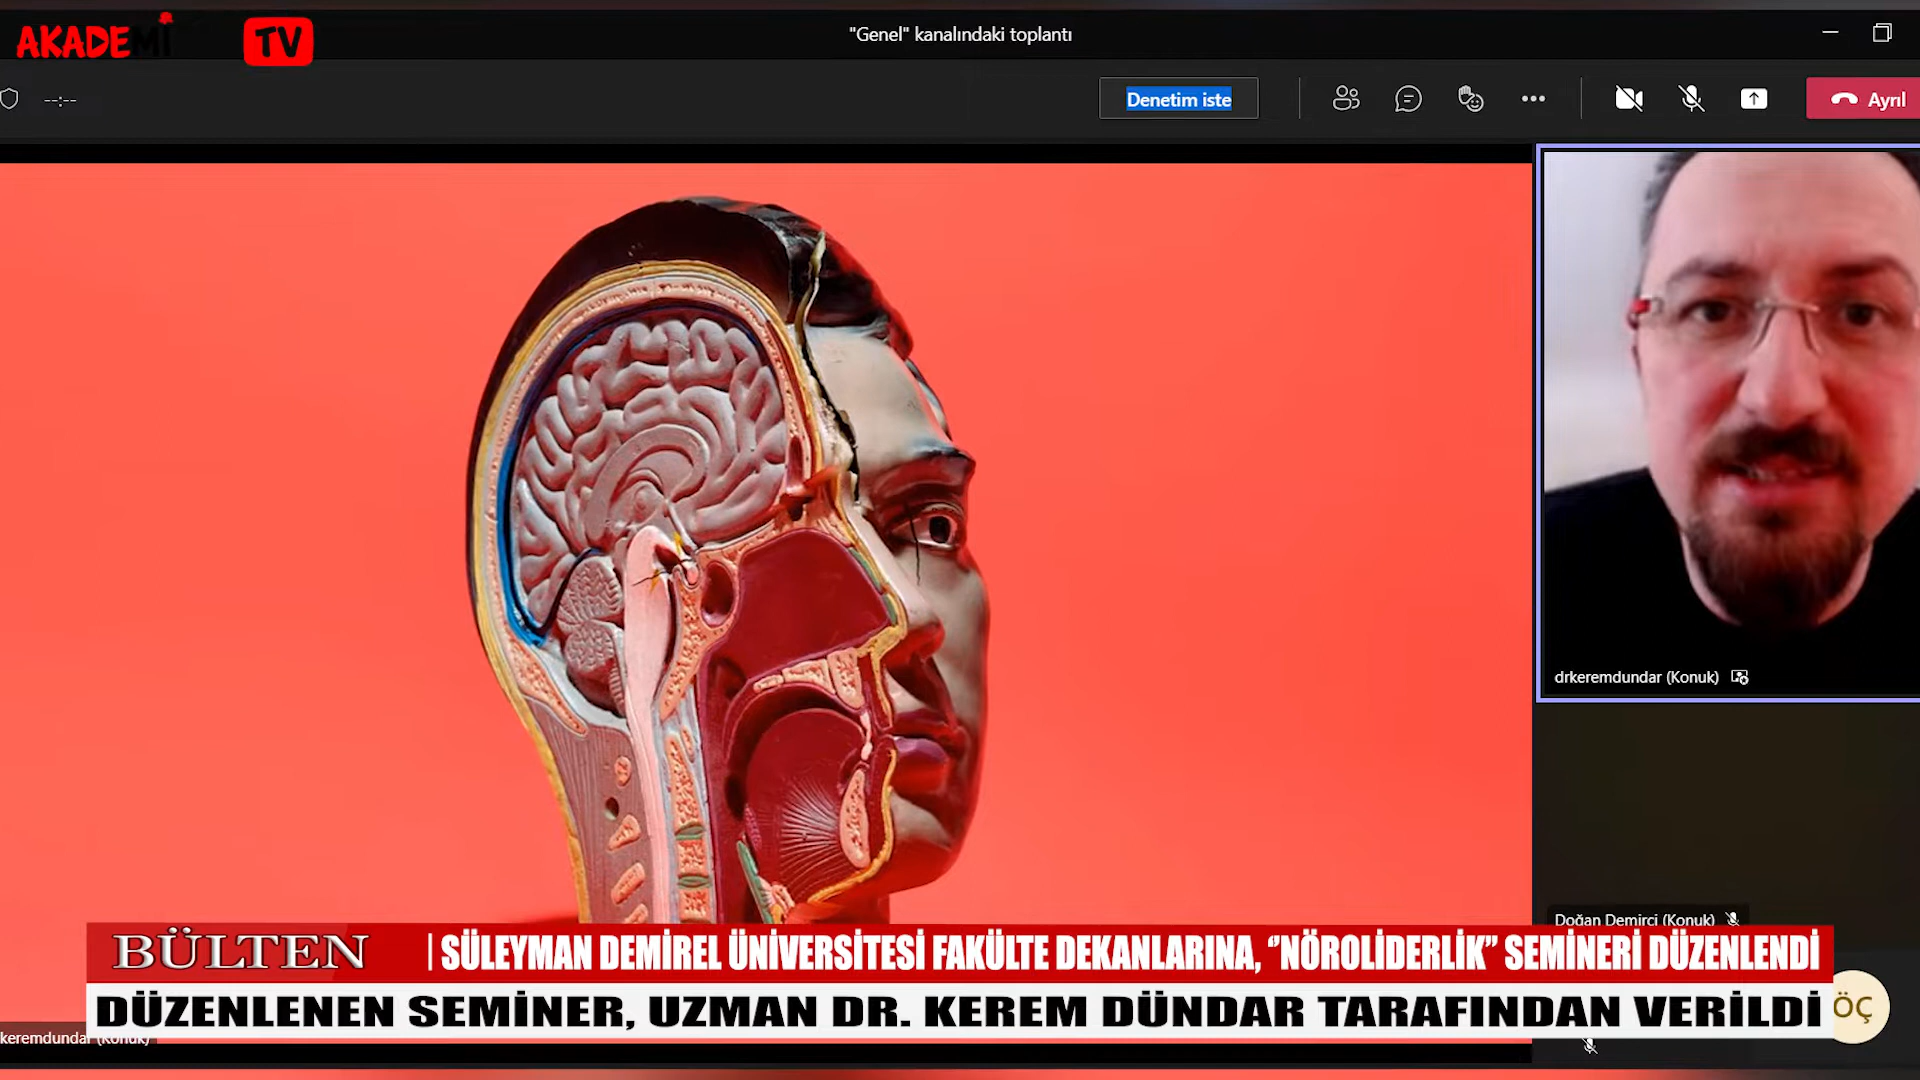 AKADEMİ TV
"Genel" kanalındaki toplantı
--:--
Denetim iste
Ayrıl
drkeremdundar (Konuk)
Doğan Demirci (Konuk)
BÜLTEN
| SÜLEYMAN DEMİREL ÜNİVERSİTESİ FAKÜLTE DEKANLARINA, “NÖROLİDERLİK” SEMİNERİ DÜZENLENDİ
DÜZENLENEN SEMİNER, UZMAN DR. KEREM DÜNDAR TARAFINDAN VERİLDİ
ÖÇ
keremdundar (Konuk)